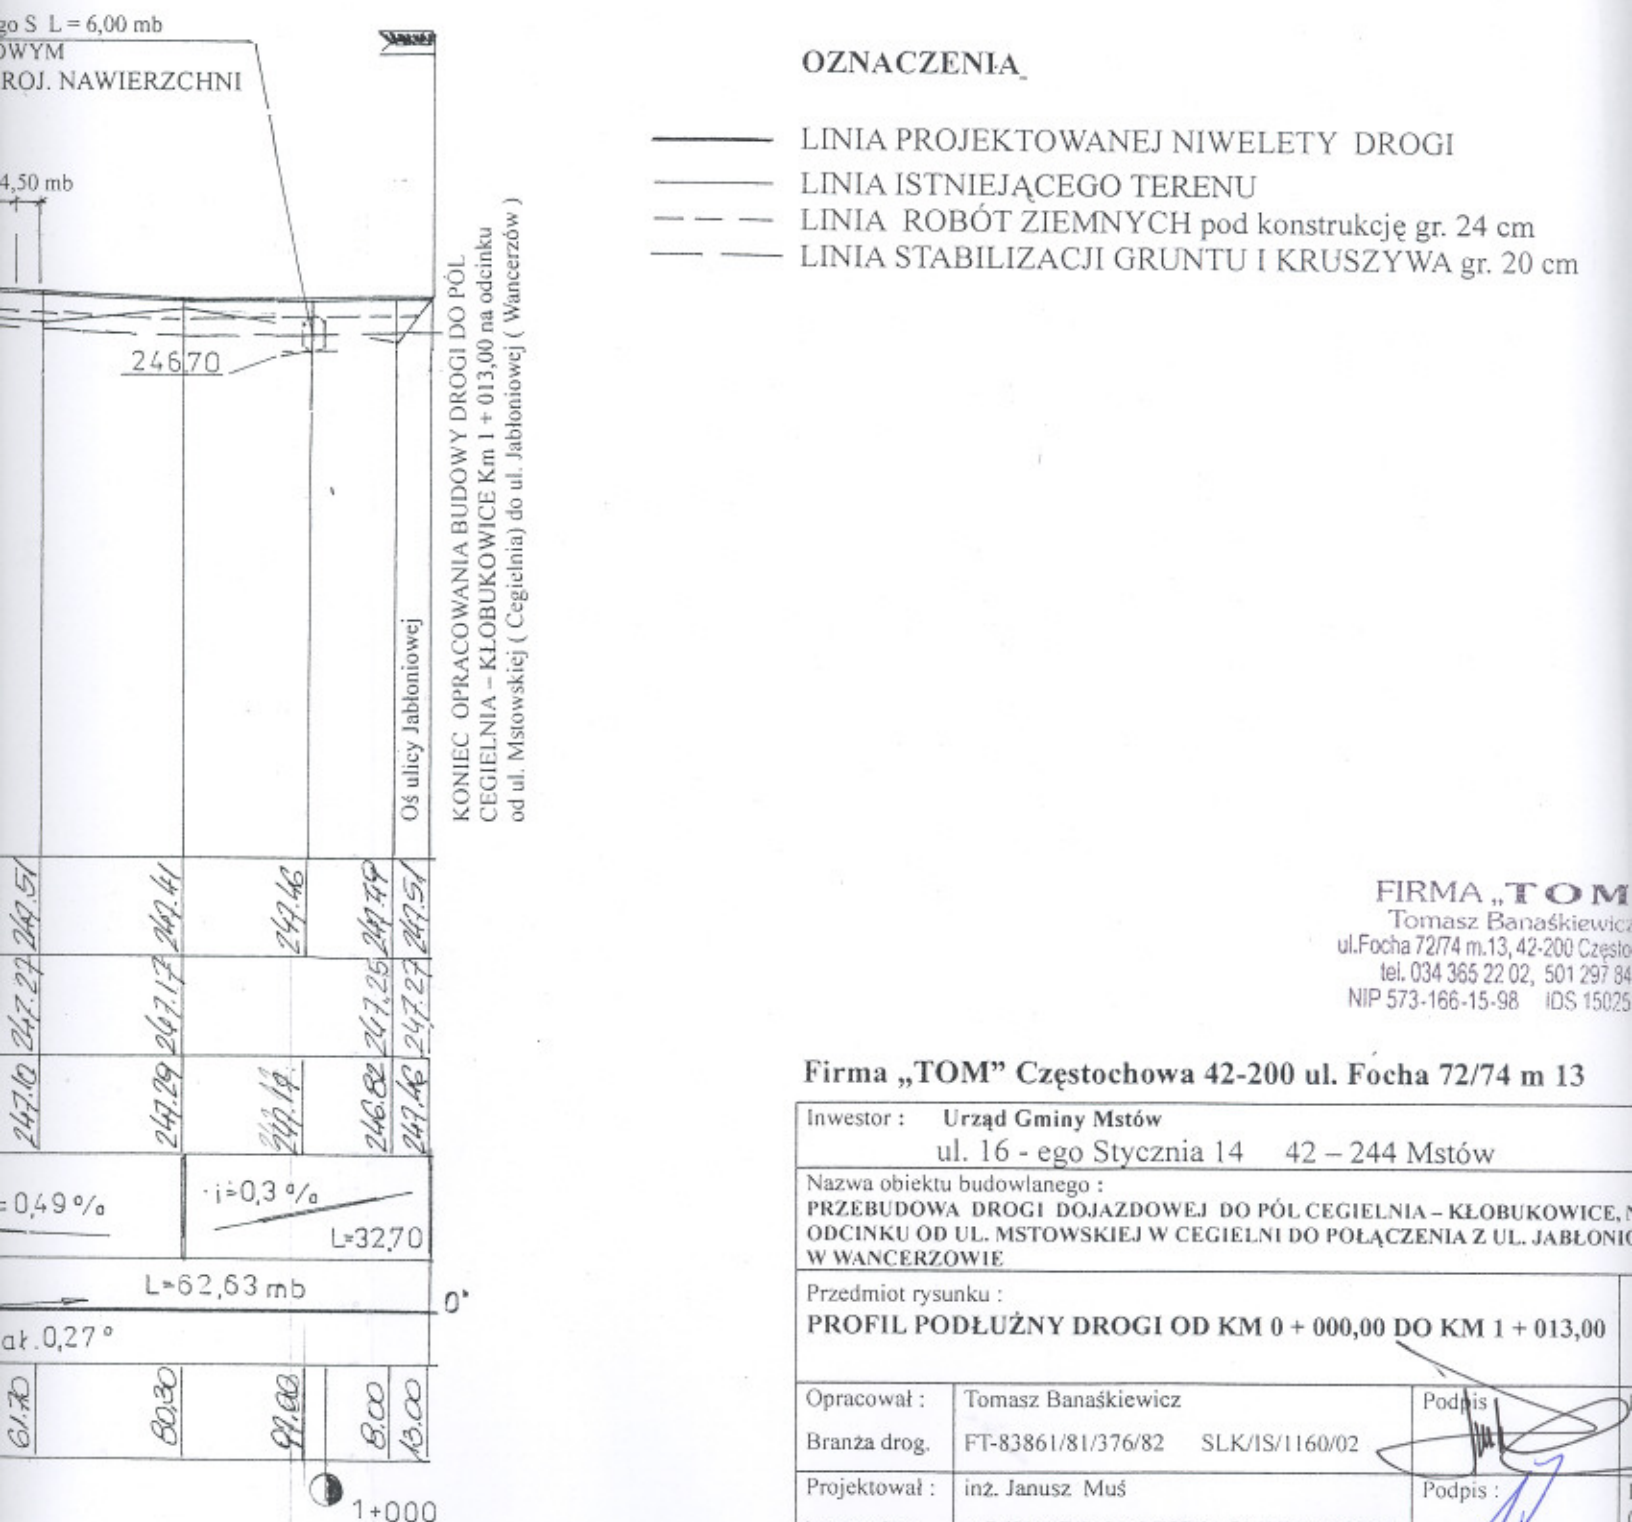 go S L = 6,00 mb
OWYM
ROJ. NAWIERZCHNI
4,50 mb
246,70
Oś ulicy Jabłoniowej
KONIEC OPRACOWANIA BUDOWY DROGI DO PÓL
CEGIELNIA – KŁOBUKOWICE Km 1 + 013,00 na odcinku
od ul. Mstowskiej ( Cegielnia) do ul. Jabłoniowej ( Wancerzów )
OZNACZENIA
LINIA PROJEKTOWANEJ NIWELETY DROGI
LINIA ISTNIEJĄCEGO TERENU
LINIA ROBÓT ZIEMNYCH pod konstrukcję gr. 24 cm
LINIA STABILIZACJI GRUNTU I KRUSZYWA gr. 20 cm
247.51 247.41 247.46 247.49 247.51
247.27 247.17 247.25 247.27
247.10 247.29 247.19 246.82 247.46
= 0,49 % i=0,3 %
L=32,70
L=62,63 mb
0°
ał. 0,27°
61.70 80,30 99.00 8.00 13.00
1+000
FIRMA „TOM
Tomasz Banaśkiewicz
ul.Focha 72/74 m.13, 42-200 Często
tel. 034 365 22 02, 501 297 84
NIP 573-166-15-98 IDS 15025
Firma „TOM” Częstochowa 42-200 ul. Focha 72/74 m 13
Inwestor : Urząd Gminy Mstów
ul. 16 - ego Stycznia 14 42 – 244 Mstów
Nazwa obiektu budowlanego :
PRZEBUDOWA DROGI DOJAZDOWEJ DO PÓL CEGIELNIA – KŁOBUKOWICE, N
ODCINKU OD UL. MSTOWSKIEJ W CEGIELNI DO POŁĄCZENIA Z UL. JABŁONIO
W WANCERZOWIE
Przedmiot rysunku :
PROFIL PODŁUŻNY DROGI OD KM 0 + 000,00 DO KM 1 + 013,00
Opracował : Tomasz Banaśkiewicz Podpis
Branża drog. FT-83861/81/376/82 SLK/IS/1160/02
Projektował : inż. Janusz Muś Podpis :